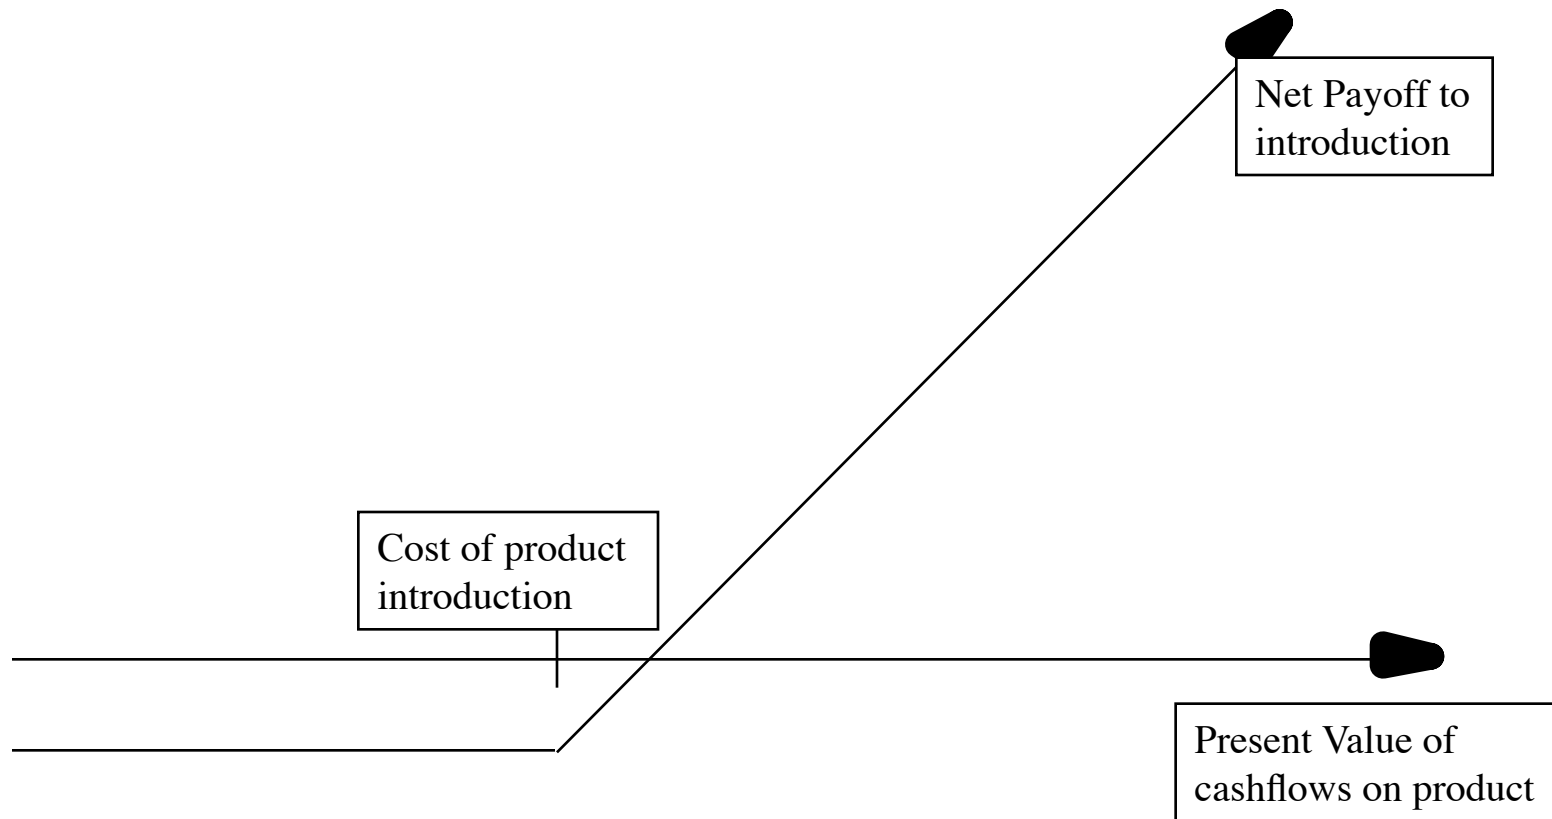 Net Payoff to
introduction
Cost of product
introduction
Present Value of
cashflows on product